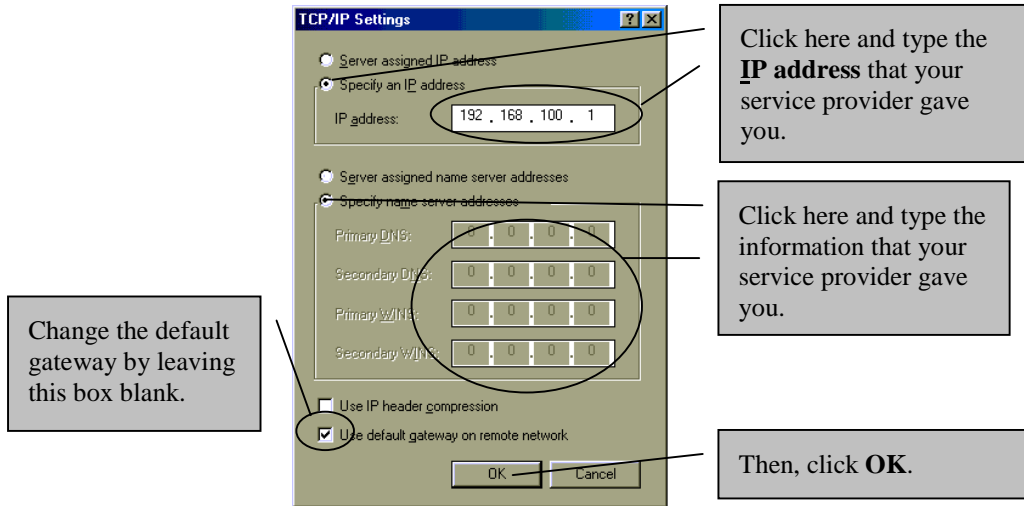 TCP/IP Settings
Server assigned IP address
Specify an IP address
IP address: 192 . 168 . 100 . 1
Server assigned name server addresses
Specify name server addresses
Primary DNS: 0 . 0 . 0 . 0
Secondary DNS: 0 . 0 . 0 . 0
Primary WINS: 0 . 0 . 0 . 0
Secondary WINS: 0 . 0 . 0 . 0
Use IP header compression
Use default gateway on remote network
OK Cancel
Click here and type the
IP address that your
service provider gave
you.
Click here and type the
information that your
service provider gave
you.
Change the default
gateway by leaving
this box blank.
Then, click OK.